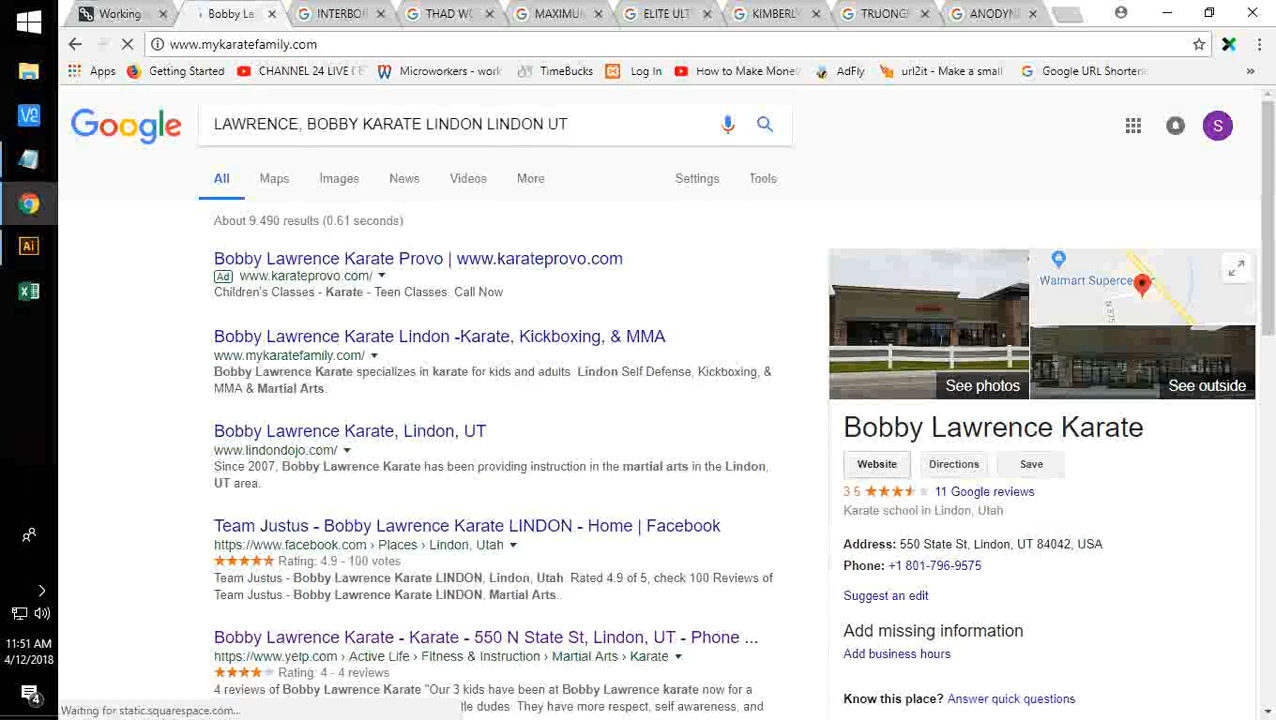 Working
Bobby La
INTERBO
THAD WO
MAXIMU
ELITE ULT
KIMBERLY
TRUONG
ANODYN
www.mykaratefamily.com
Apps
Getting Started
CHANNEL 24 LIVE
Microworkers - work
TimeBucks
Log In
How to Make Money
AdFly
url2it - Make a small
Google URL Shorten
»
Google
LAWRENCE, BOBBY KARATE LINDON LINDON UT
S
All Maps Images News Videos More Settings Tools
About 9.490 results (0.61 seconds)
Bobby Lawrence Karate Provo | www.karateprovo.com
Ad www.karateprovo.com/
Children's Classes - Karate - Teen Classes. Call Now
Bobby Lawrence Karate Lindon -Karate, Kickboxing, & MMA
www.mykaratefamily.com/
Bobby Lawrence Karate specializes in karate for kids and adults Lindon Self Defense, Kickboxing, &
MMA & Martial Arts.
Bobby Lawrence Karate, Lindon, UT
www.lindondojo.com/
Since 2007, Bobby Lawrence Karate has been providing instruction in the martial arts in the Lindon,
UT area.
Team Justus - Bobby Lawrence Karate LINDON - Home | Facebook
https://www.facebook.com › Places › Lindon, Utah
Rating: 4.9 - 100 votes
Team Justus - Bobby Lawrence Karate LINDON, Lindon, Utah Rated 4.9 of 5, check 100 Reviews of
Team Justus - Bobby Lawrence Karate LINDON, Martial Arts..
Bobby Lawrence Karate - Karate - 550 N State St, Lindon, UT - Phone ...
https://www.yelp.com › Active Life › Fitness & Instruction › Martial Arts › Karate
Rating: 4 - 4 reviews
4 reviews of Bobby Lawrence Karate "Our 3 kids have been at Bobby Lawrence karate now for a
tle dudes. They have more respect, self awareness, and
Walmart Superce
N 875
See photos
See outside
Bobby Lawrence Karate
Website Directions Save
3 5 11 Google reviews
Karate school in Lindon, Utah
Address: 550 State St, Lindon, UT 84042, USA
Phone: +1 801-796-9575
Suggest an edit
Add missing information
Add business hours
Know this place? Answer quick questions
Waiting for static.squarespace.com...
V2
Ai
11:51 AM
4/12/2018
4